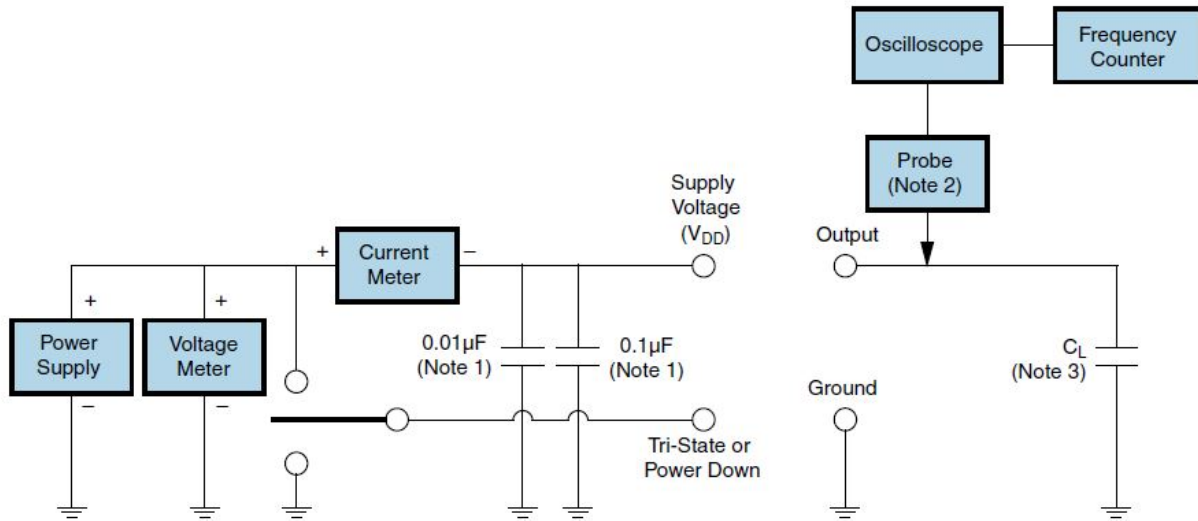 Oscilloscope
Frequency
Counter
Probe
(Note 2)
Supply
Voltage
(VDD)
Output
+
Current
Meter
–
+
Power
Supply
–
+
Voltage
Meter
–
0.01µF
(Note 1)
0.1µF
(Note 1)
CL
(Note 3)
Ground
Tri-State or
Power Down